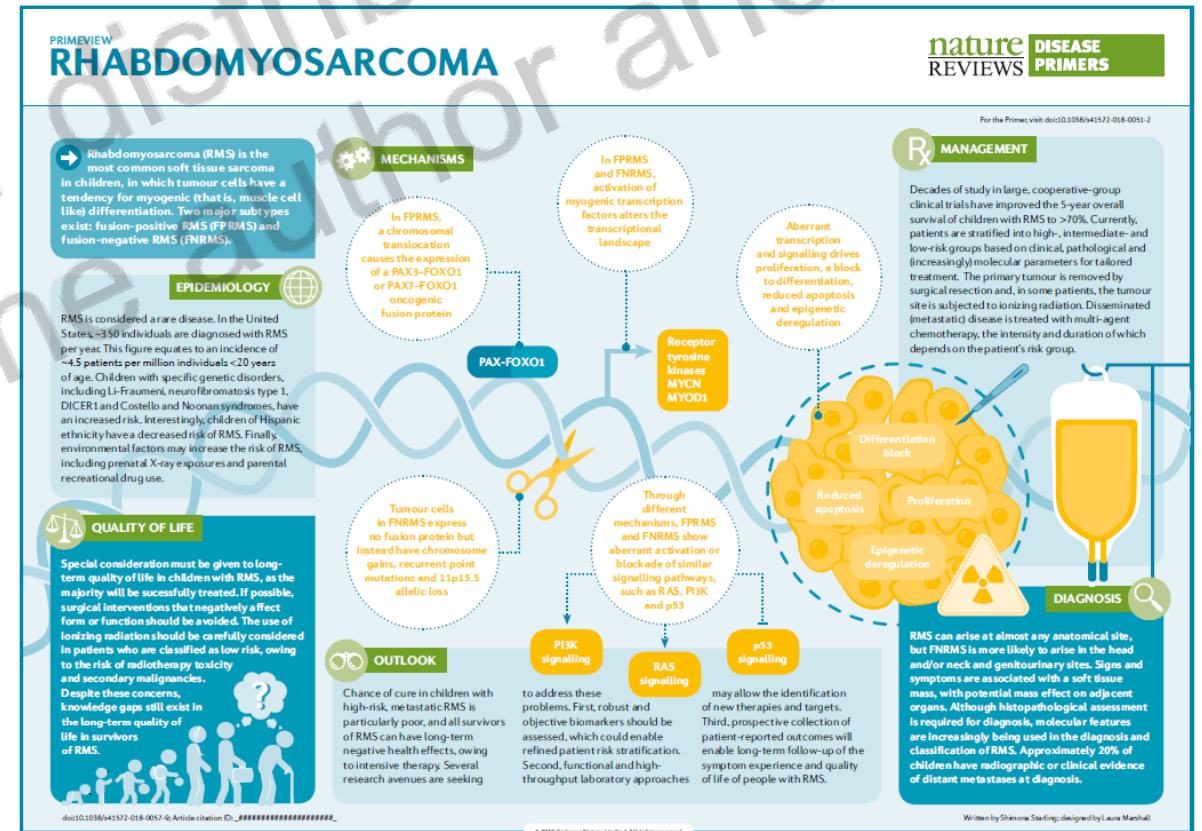 PRIMEVIEW
RHABDOMYOSARCOMA
nature
REVIEWS
DISEASE
PRIMERS
For the Primer, visit doi:10.1038/s41572-018-0051-2
Rhabdomyosarcoma (RMS) is the
most common soft tissue sarcoma
in children, in which tumour cells have a
tendency for myogenic (that is, muscle cell
like) differentiation. Two major subtypes
exist: fusion-positive RMS (FPRMS) and
fusion-negative RMS (FNRMS).
EPIDEMIOLOGY
RMS is considered a rare disease. In the United
States, ~350 individuals are diagnosed with RMS
per year. This figure equates to an incidence of
~4.5 patients per million individuals <20 years
of age. Children with specific genetic disorders,
including Li-Fraumeni, neurofibromatosis type 1,
DICER1 and Costello and Noonan syndromes, have
an increased risk. Interestingly, children of Hispanic
ethnicity have a decreased risk of RMS. Finally,
environmental factors may increase the risk of RMS,
including prenatal X-ray exposures and parental
recreational drug use.
QUALITY OF LIFE
Special consideration must be given to long-
term quality of life in children with RMS, as the
majority will be sucessfully treated. If possible,
surgical interventions that negatively affect
form or function should be avoided. The use of
ionizing radiation should be carefully considered
in patients who are classified as low risk, owing
to the risk of radiotherapy toxicity
and secondary malignancies.
Despite these concerns,
knowledge gaps still exist in
the long-term quality of
life in survivors
of RMS.
?
MECHANISMS
In FPRMS,
a chromosomal
translocation
causes the expression
of a PAX3–FOXO1
or PAX7–FOXO1
oncogenic
fusion protein
PAX-FOXO1
In FPRMS
and FNRMS,
activation of
myogenic transcription
factors alters the
transcriptional
landscape
Receptor
tyrosine
kinases
MYCN
MYOD1
Aberrant
transcription
and signalling drives
proliferation, a block
to differentiation,
reduced apoptosis
and epigenetic
deregulation
Differentiation
block
Reduced
apoptosis
Proliferation
Epigenetic
deregulation
Tumour cells
in FNRMS express
no fusion protein but
instead have chromosome
gains, recurrent point
mutations and 11p15.5
allelic loss
Through
different
mechanisms, FPRMS
and FNRMS show
aberrant activation or
blockade of similar
signalling pathways,
such as RAS, PI3K
and p53
PI3K
signalling
RAS
signalling
p53
signalling
OUTLOOK
Chance of cure in children with
high-risk, metastatic RMS is
particularly poor, and all survivors
of RMS can have long-term
negative health effects, owing
to intensive therapy. Several
research avenues are seeking
to address these
problems. First, robust and
objective biomarkers should be
assessed, which could enable
refined patient risk stratification.
Second, functional and high-
throughput laboratory approaches
may allow the identification
of new therapies and targets.
Third, prospective collection of
patient-reported outcomes will
enable long-term follow-up of the
symptom experience and quality
of life of people with RMS.
Rx
MANAGEMENT
Decades of study in large, cooperative-group
clinical trials have improved the 5-year overall
survival of children with RMS to >70%. Currently,
patients are stratified into high-, intermediate- and
low-risk groups based on clinical, pathological and
(increasingly) molecular parameters for tailored
treatment. The primary tumour is removed by
surgical resection and, in some patients, the tumour
site is subjected to ionizing radiation. Disseminated
(metastatic) disease is treated with multi-agent
chemotherapy, the intensity and duration of which
depends on the patient's risk group.
DIAGNOSIS
RMS can arise at almost any anatomical site,
but FNRMS is more likely to arise in the head
and/or neck and genitourinary sites. Signs and
symptoms are associated with a soft tissue
mass, with potential mass effect on adjacent
organs. Although histopathological assessment
is required for diagnosis, molecular features
are increasingly being used in the diagnosis and
classification of RMS. Approximately 20% of
children have radiographic or clinical evidence
of distant metastases at diagnosis.
doi:10.1038/s41572-018-0057-9; Article citation ID:
Written by Shimona Starling; designed by Laura Marshall
distrib
the author and